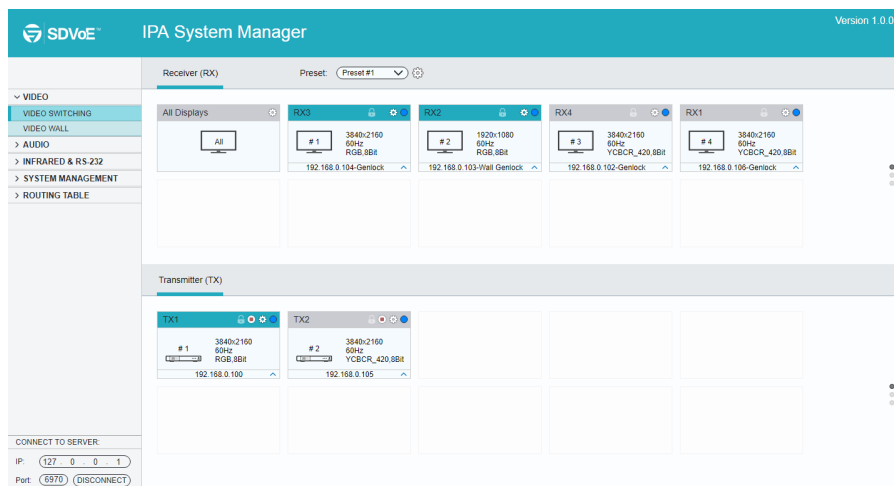 SDVoE™
IPA System Manager
Version 1.0.0
Receiver (RX)
Preset:
Preset #1
VIDEO
VIDEO SWITCHING
VIDEO WALL
AUDIO
INFRARED & RS-232
SYSTEM MANAGEMENT
ROUTING TABLE
All Displays
All
RX3
# 1
3840x2160
60Hz
RGB,8Bit
192.168.0.104-Genlock
RX2
# 2
1920x1080
60Hz
RGB,8Bit
192.168.0.103-Wall Genlock
RX4
# 3
3840x2160
60Hz
YCBCR_420,8Bit
192.168.0.102-Genlock
RX1
# 4
3840x2160
60Hz
YCBCR_420,8Bit
192.168.0.106-Genlock
Transmitter (TX)
TX1
# 1
3840x2160
60Hz
RGB,8Bit
192.168.0.100
TX2
# 2
3840x2160
60Hz
YCBCR_420,8Bit
192.168.0.105
CONNECT TO SERVER:
IP: 127 . 0 . 0 . 1
Port: 6970 DISCONNECT